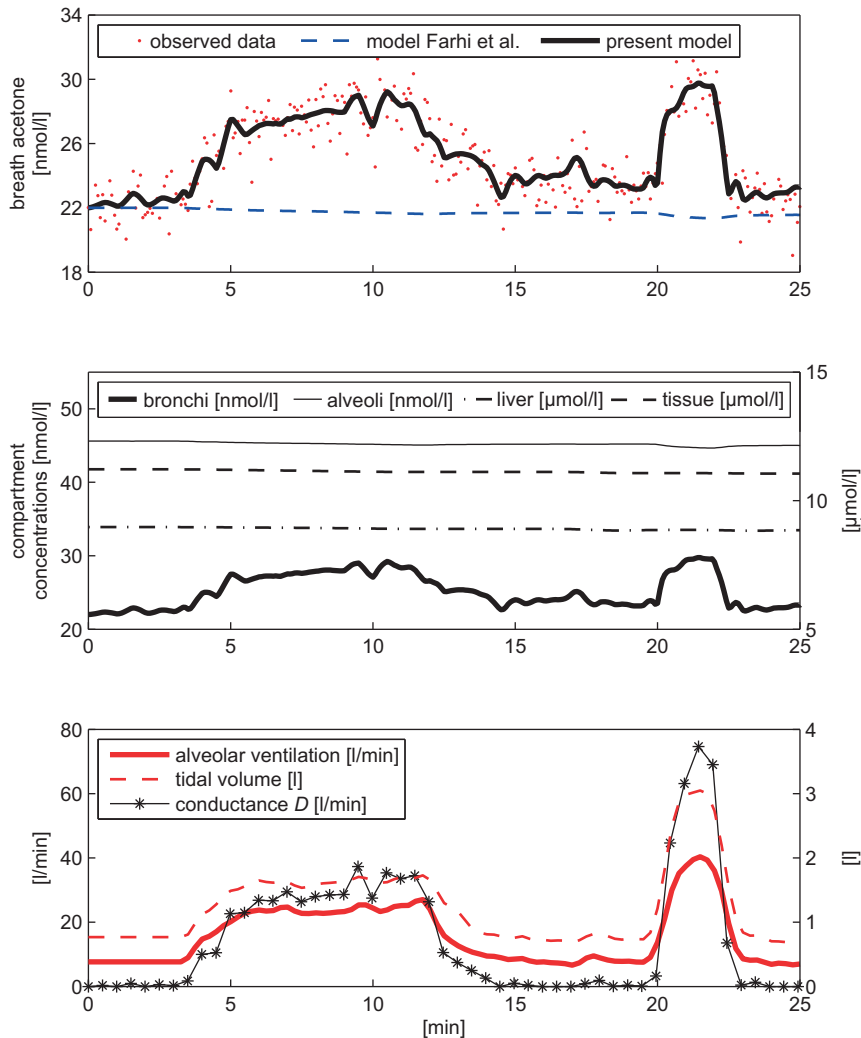 34
30
26
22
18
breath acetone
[nmol/l]
observed data
model Farhi et al.
present model
0
5
10
15
20
25
50
40
30
20
compartment
concentrations [nmol/l]
bronchi [nmol/l]
alveoli [nmol/l]
liver [µmol/l]
tissue [µmol/l]
15
10
5
[µmol/l]
0
5
10
15
20
25
80
60
40
20
0
[l/min]
alveolar ventilation [l/min]
tidal volume [l]
conductance D [l/min]
4
3
2
1
0
[l]
0
5
10
15
20
25
[min]